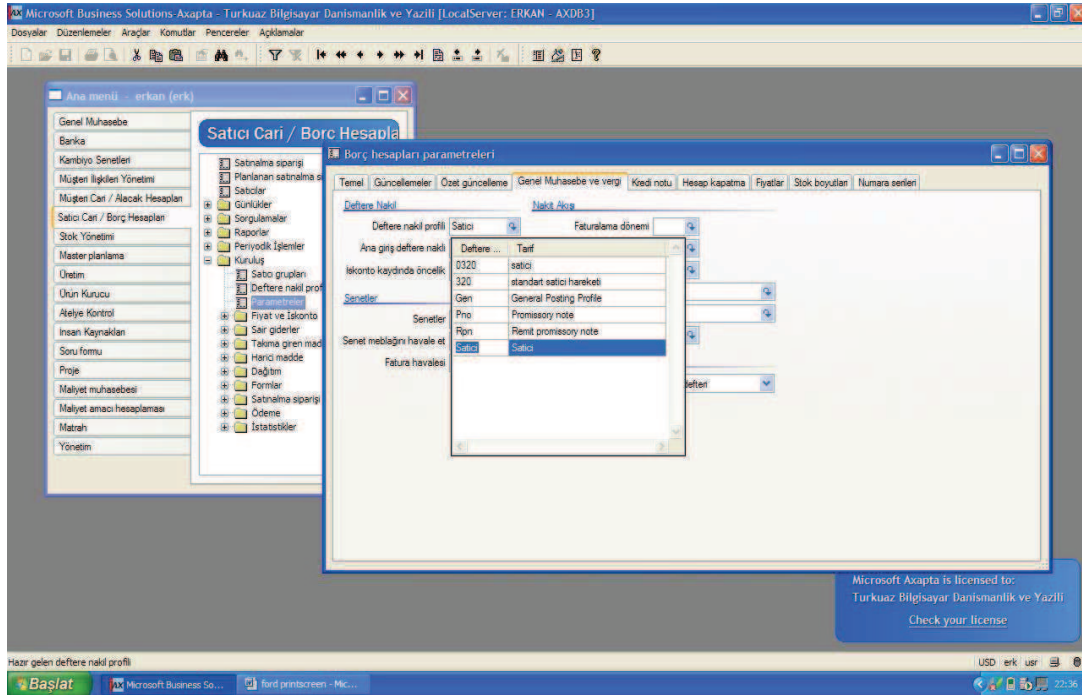 Microsoft Business Solutions-Axapta - Turkuaz Bilgisayar Danismanlik ve Yazili [LocalServer: ERKAN - AXDB3]
Dosyalar Düzenlemeler Araçlar Komutlar Pencereler Açıklamalar
Ana menü - erkan (erk)
Genel Muhasebe
Banka
Kambiyo Senetleri
Müşteri İlişkileri Yönetimi
Müşteri Cari / Alacak Hesapları
Satıcı Cari / Borç Hesapları
Stok Yönetimi
Master planlama
Üretim
Ürün Kurucu
Atelye Kontrol
İnsan Kaynakları
Soru formu
Proje
Maliyet muhasebesi
Maliyet amacı hesaplaması
Matrah
Yönetim
Satıcı Cari / Borç Hesapla
Satınalma siparişi
Planlanan satınalma s
Satıcılar
Günlükler
Sorgulamalar
Raporlar
Periyodik İşlemler
Kuruluş
Satıcı grupları
Deftere nakil prof
Parametreler
Fiyat ve İskonto
Sair giderler
Takıma giren mad
Harici madde
Dağıtım
Formlar
Satınalma siparişi
Ödeme
İstatistikler
Borç hesapları parametreleri
Temel Güncellemeler Özet güncelleme Genel Muhasebe ve vergi Kredi notu Hesap kapatma Fiyatlar Stok boyutları Numara serileri
Deftere Nakil Nakit Akışı
Deftere nakil profili Satici Faturalama dönemi
Ana giriş deftere nakli
İskonto kaydında öncelik
Senetler
Senetler
Senet meblağını havale et
Fatura havalesi
defteri
Deftere ... Tarif
0320 satici
320 standart satici hareketi
Gen General Posting Profile
Pno Promissory note
Rpn Remit promissory note
Satici Satici
Microsoft Axapta is licensed to:
Turkuaz Bilgisayar Danismanlik ve Yazili
Check your license
Hazır gelen deftere nakil profili
USD erk usr
Başlat
Microsoft Business So...
ford printscreen - Mic...
22:36